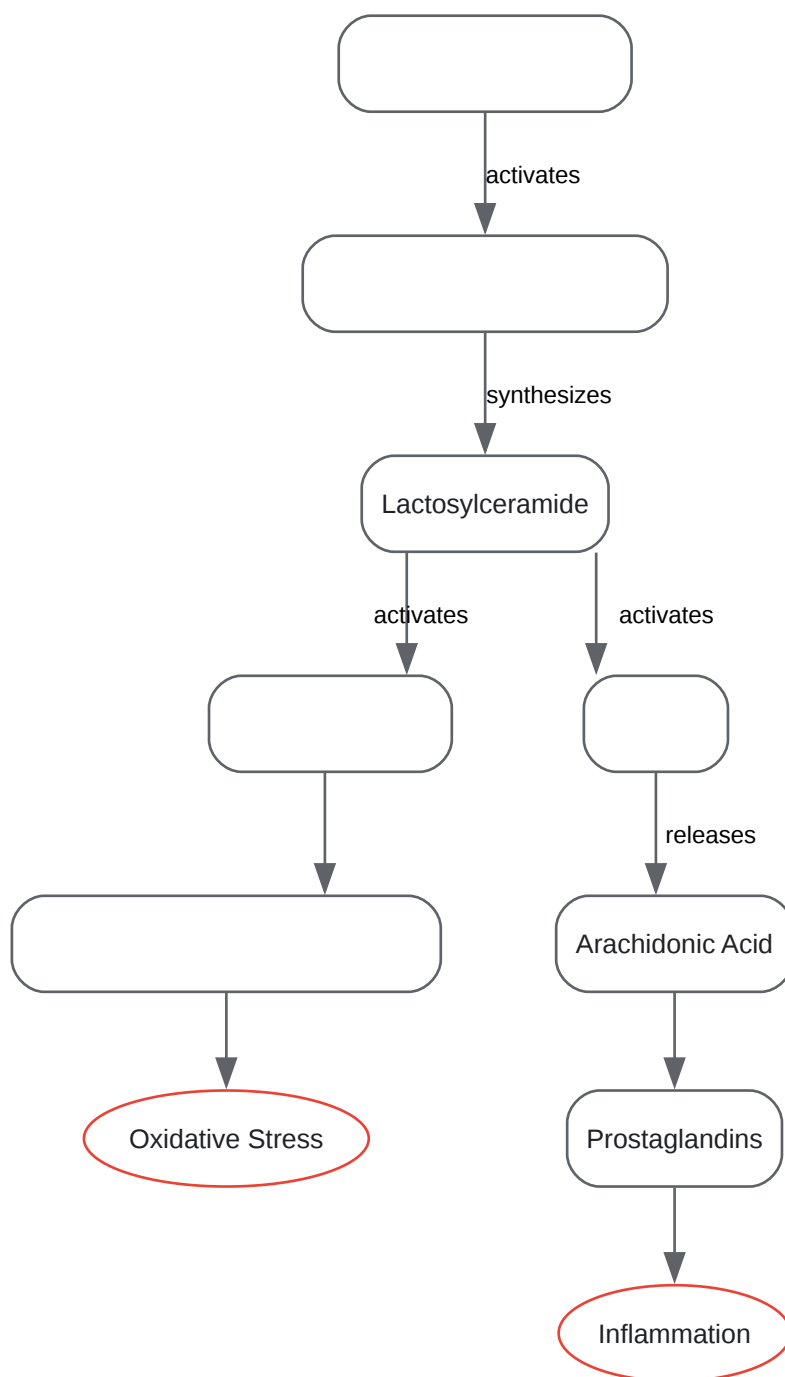 activates
synthesizes
Lactosylceramide
activates
activates
releases
Arachidonic Acid
Oxidative Stress
Prostaglandins
Inflammation